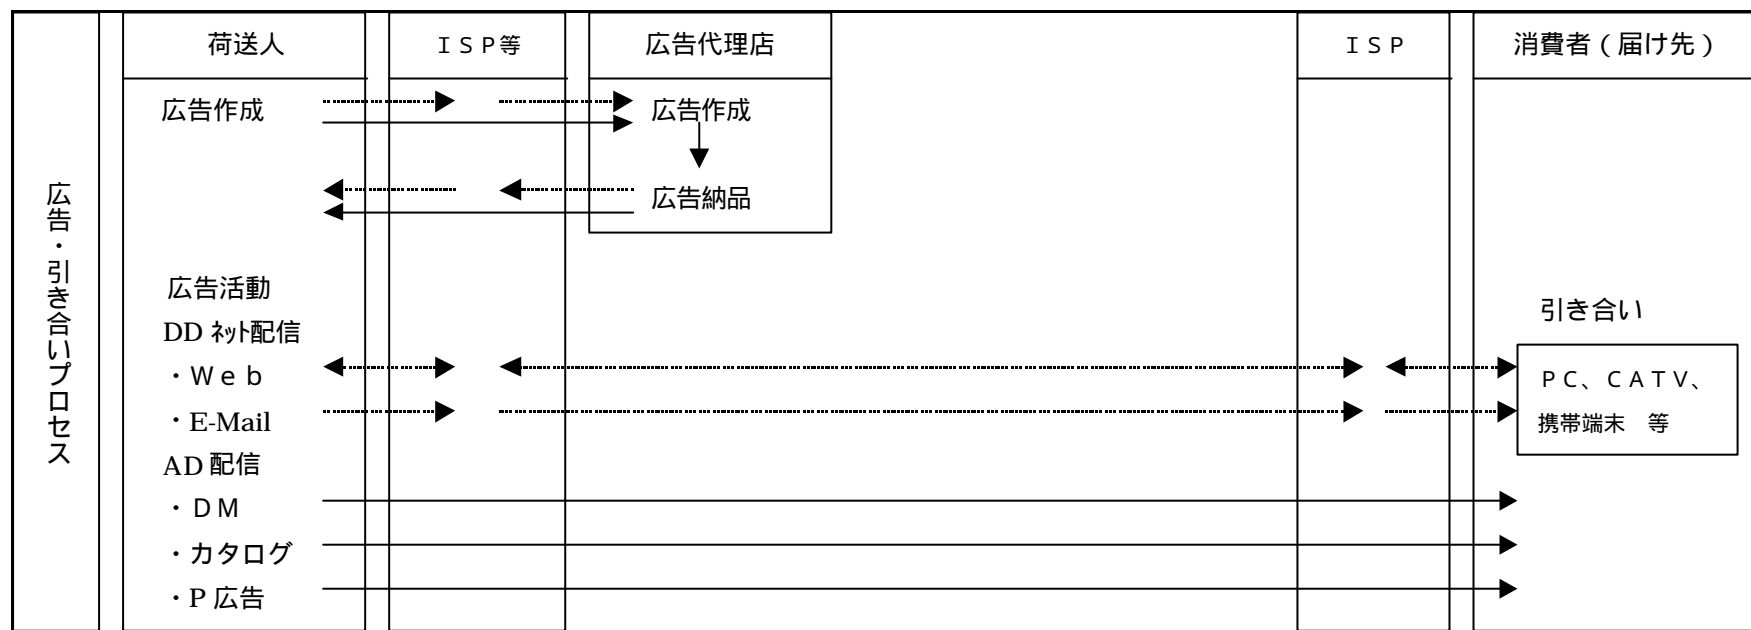 荷送人
ＩＳＰ等
広告代理店
ＩＳＰ
消費者（届け先）
広告・引き合いプロセス
広告作成
広告作成
広告納品
広告活動
DD ﾈｯﾄ配信
・Ｗｅｂ
・E-Mail
AD 配信
・ＤＭ
・カタログ
・P 広告
引き合い
ＰＣ、ＣＡＴＶ、
携帯端末　等